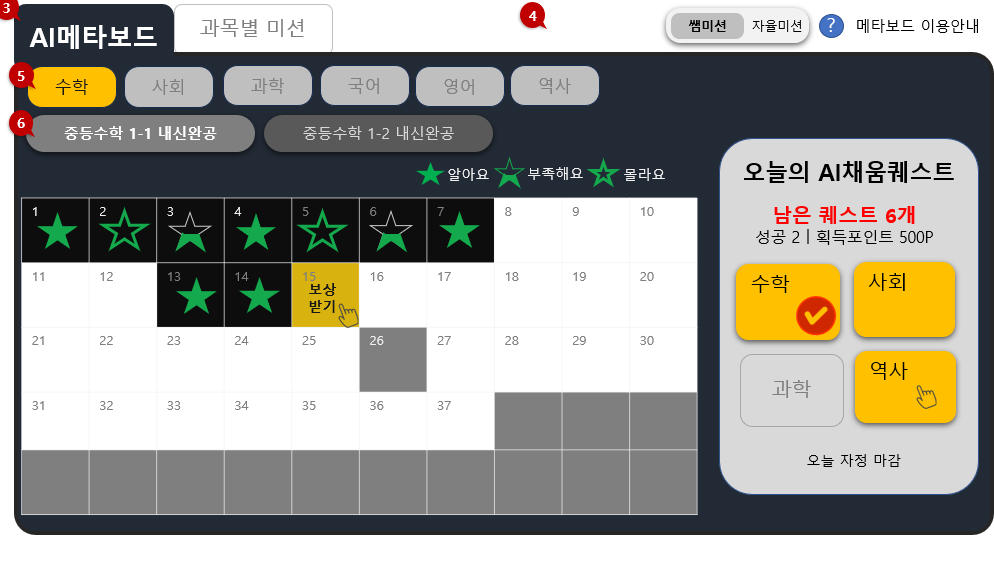 3
AI메타보드
과목별 미션
4
쌤미션
자율미션
?
메타보드 이용안내
5
수학
사회
과학
국어
영어
역사
6
중등수학 1-1 내신완공
중등수학 1-2 내신완공
알아요
부족해요
몰라요
1 2 3 4 5 6 7 8 9 10
11 12 13 14 15 16 17 18 19 20
보상
받기
21 22 23 24 25 26 27 28 29 30
31 32 33 34 35 36 37
오늘의 AI채움퀘스트
남은 퀘스트 6개
성공 2 | 획득포인트 500P
수학
사회
과학
역사
오늘 자정 마감